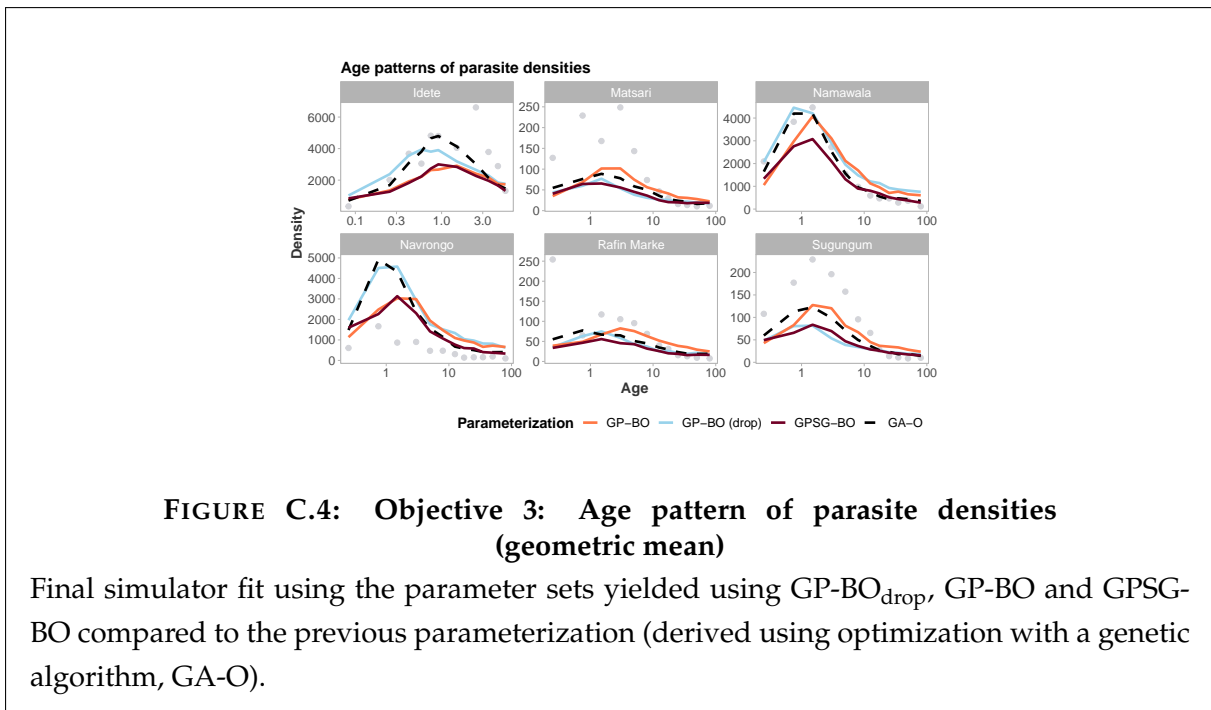 Age patterns of parasite densities
Idete Matsari Namawala
6000
4000
2000
0.1 0.3 1.0 3.0
250
200
150
100
50
0
1 10 100
4000
3000
2000
1000
0
1 10 100
Density
Navrongo Rafin Marke Sugungum
5000
4000
3000
2000
1000
0
1 10 100
250
200
150
100
50
0
1 10 100
200
150
100
50
0
1 10 100
Age
Parameterization GP−BO GP−BO (drop) GPSG−BO GA−O
FIGURE C.4: Objective 3: Age pattern of parasite densities
(geometric mean)
Final simulator fit using the parameter sets yielded using GP-BOdrop, GP-BO and GPSG-
BO compared to the previous parameterization (derived using optimization with a genetic
algorithm, GA-O).